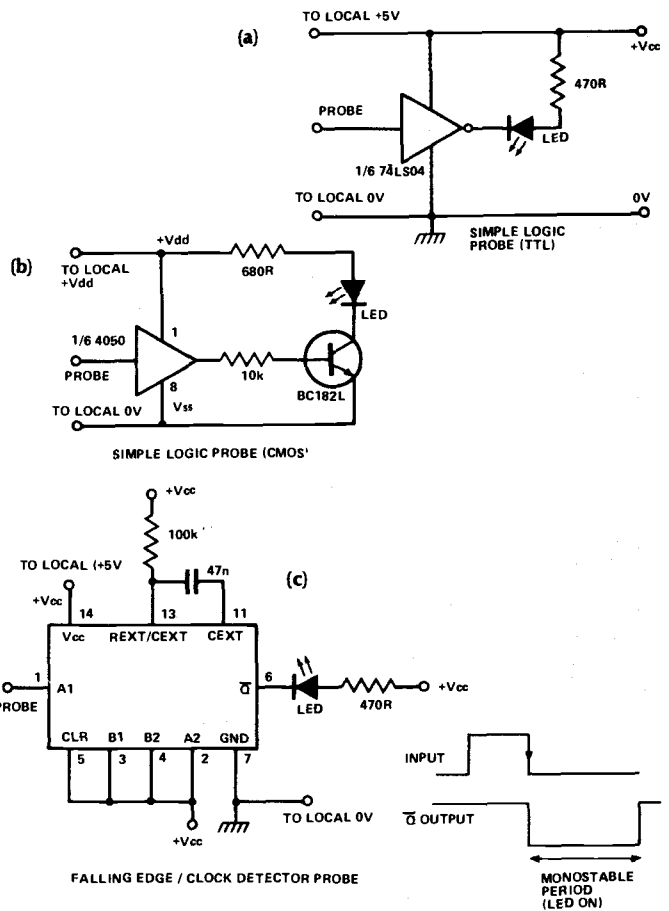 (a)
TO LOCAL +5V
+Vcc
470R
PROBE
LED
1/6 74LS04
TO LOCAL 0V
0V
SIMPLE LOGIC
PROBE (TTL)
(b)
+Vdd
TO LOCAL
+Vdd
680R
LED
1/6 4050
1
PROBE
8
10k
BC182L
TO LOCAL 0V
Vss
SIMPLE LOGIC PROBE (CMOS'
+Vcc
100k
(c)
TO LOCAL (+5V
47n
+Vcc
14
13
11
Vcc
REXT/CEXT
CEXT
1
A1
Q
6
+Vcc
PROBE
LED
470R
CLR
B1
B2
A2
GND
5
3
4
2
7
INPUT
TO LOCAL 0V
Q OUTPUT
+Vcc
FALLING EDGE / CLOCK DETECTOR PROBE
MONOSTABLE
PERIOD
(LED ON)